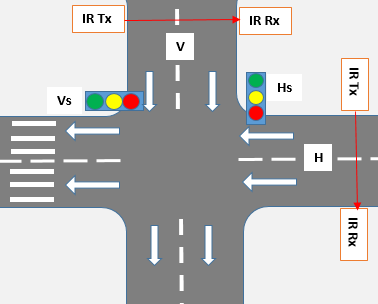 IR Tx
IR Rx
V
Vs
Hs
IR Tx
H
IR Rx